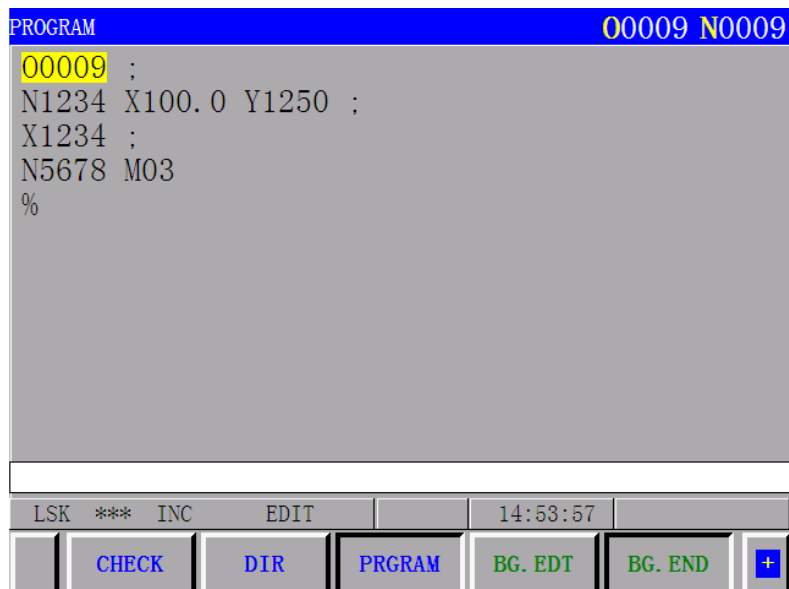 PROGRAM O0009 N0009
O0009 ;
N1234 X100.0 Y1250 ;
X1234 ;
N5678 M03
%
LSK *** INC EDIT 14:53:57
CHECK DIR PRGRAM BG.EDT BG.END +